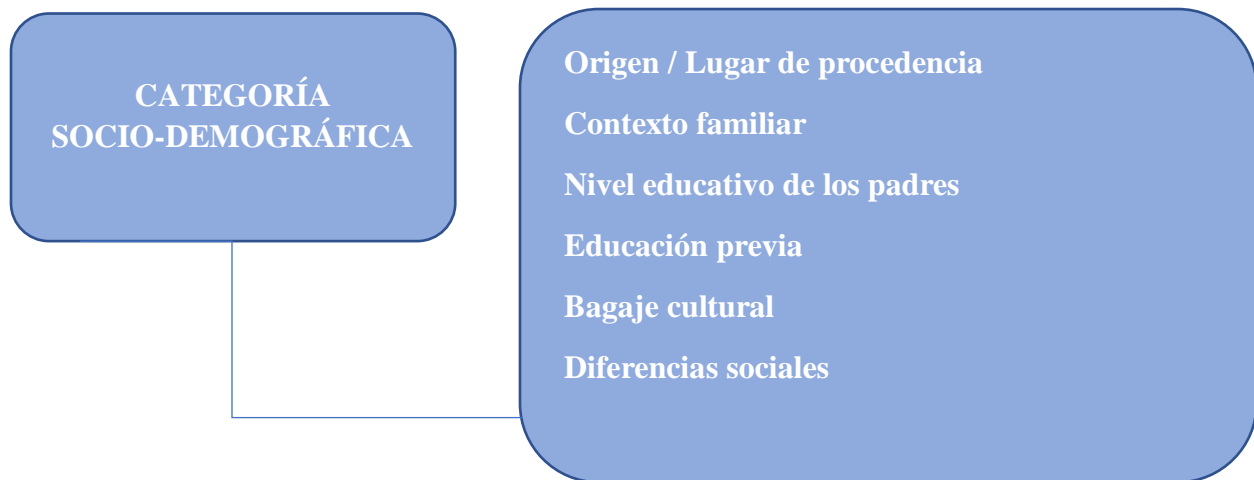 CATEGORÍA
SOCIO-DEMOGRÁFICA
Origen / Lugar de procedencia
Contexto familiar
Nivel educativo de los padres
Educación previa
Bagaje cultural
Diferencias sociales